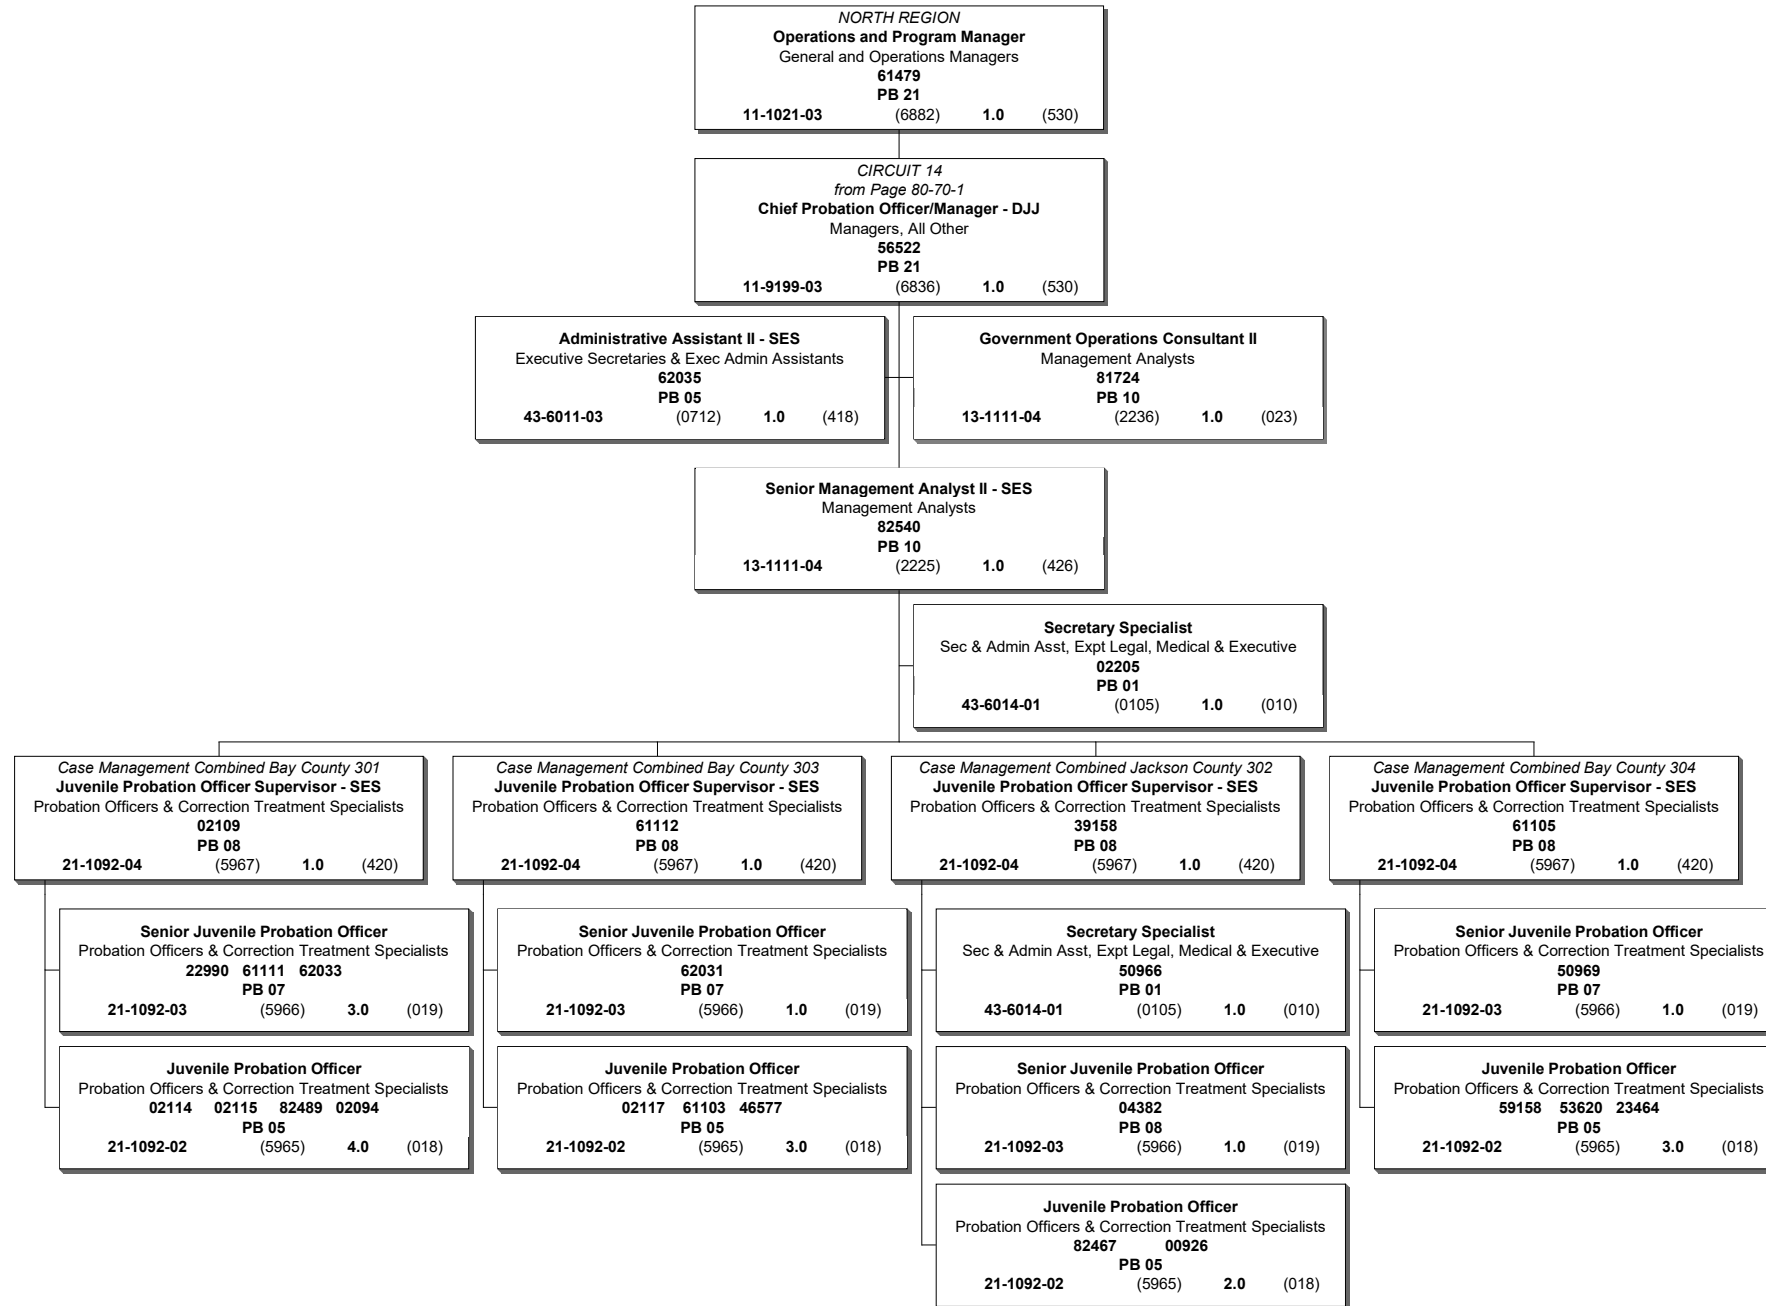 NORTH REGION
Operations and Program Manager
General and Operations Managers
61479
PB 21
11-1021-03 (6882) 1.0 (530)
CIRCUIT 14
from Page 80-70-1
Chief Probation Officer/Manager - DJJ
Managers, All Other
56522
PB 21
11-9199-03 (6836) 1.0 (530)
Administrative Assistant II - SES
Executive Secretaries & Exec Admin Assistants
62035
PB 05
43-6011-03 (0712) 1.0 (418)
Government Operations Consultant II
Management Analysts
81724
PB 10
13-1111-04 (2236) 1.0 (023)
Senior Management Analyst II - SES
Management Analysts
82540
PB 10
13-1111-04 (2225) 1.0 (426)
Secretary Specialist
Sec & Admin Asst, Expt Legal, Medical & Executive
02205
PB 01
43-6014-01 (0105) 1.0 (010)
Case Management Combined Bay County 301
Juvenile Probation Officer Supervisor - SES
Probation Officers & Correction Treatment Specialists
02109
PB 08
21-1092-04 (5967) 1.0 (420)
Senior Juvenile Probation Officer
Probation Officers & Correction Treatment Specialists
22990 61111 62033
PB 07
21-1092-03 (5966) 3.0 (019)
Juvenile Probation Officer
Probation Officers & Correction Treatment Specialists
02114 02115 82489 02094
PB 05
21-1092-02 (5965) 4.0 (018)
Case Management Combined Bay County 303
Juvenile Probation Officer Supervisor - SES
Probation Officers & Correction Treatment Specialists
61112
PB 08
21-1092-04 (5967) 1.0 (420)
Senior Juvenile Probation Officer
Probation Officers & Correction Treatment Specialists
62031
PB 07
21-1092-03 (5966) 1.0 (019)
Juvenile Probation Officer
Probation Officers & Correction Treatment Specialists
02117 61103 46577
PB 05
21-1092-02 (5965) 3.0 (018)
Case Management Combined Jackson County 302
Juvenile Probation Officer Supervisor - SES
Probation Officers & Correction Treatment Specialists
39158
PB 08
21-1092-04 (5967) 1.0 (420)
Secretary Specialist
Sec & Admin Asst, Expt Legal, Medical & Executive
50966
PB 01
43-6014-01 (0105) 1.0 (010)
Senior Juvenile Probation Officer
Probation Officers & Correction Treatment Specialists
04382
PB 08
21-1092-03 (5966) 1.0 (019)
Juvenile Probation Officer
Probation Officers & Correction Treatment Specialists
82467 00926
PB 05
21-1092-02 (5965) 2.0 (018)
Case Management Combined Bay County 304
Juvenile Probation Officer Supervisor - SES
Probation Officers & Correction Treatment Specialists
61105
PB 08
21-1092-04 (5967) 1.0 (420)
Senior Juvenile Probation Officer
Probation Officers & Correction Treatment Specialists
50969
PB 07
21-1092-03 (5966) 1.0 (019)
Juvenile Probation Officer
Probation Officers & Correction Treatment Specialists
59158 53620 23464
PB 05
21-1092-02 (5965) 3.0 (018)